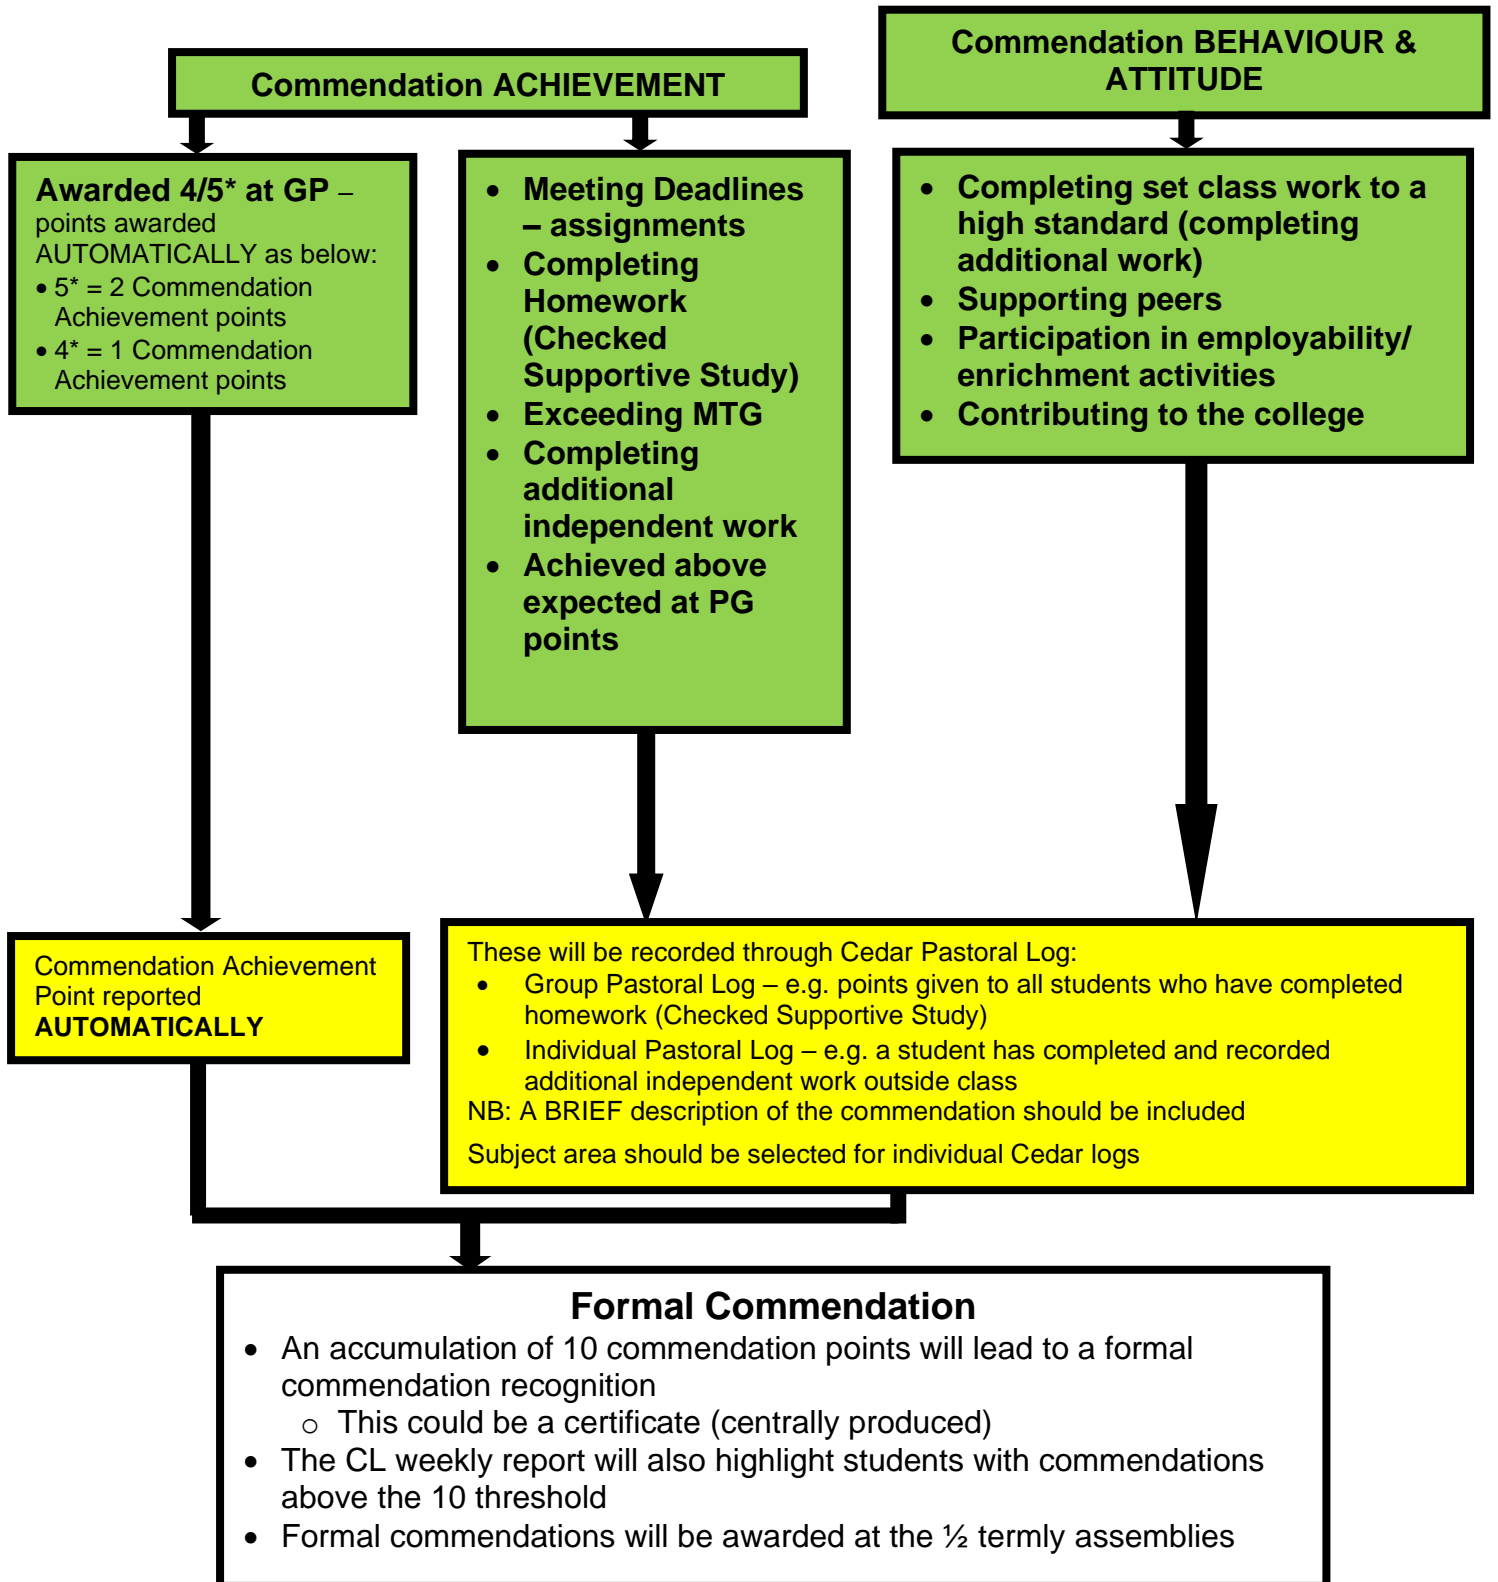 Commendation ACHIEVEMENT
Commendation BEHAVIOUR &
ATTITUDE
Awarded 4/5* at GP –
points awarded
AUTOMATICALLY as below:
• 5* = 2 Commendation
Achievement points
• 4* = 1 Commendation
Achievement points
• Meeting Deadlines
– assignments
• Completing
Homework
(Checked
Supportive Study)
• Exceeding MTG
• Completing
additional
independent work
• Achieved above
expected at PG
points
• Completing set class work to a
high standard (completing
additional work)
• Supporting peers
• Participation in employability/
enrichment activities
• Contributing to the college
Commendation Achievement
Point reported
AUTOMATICALLY
These will be recorded through Cedar Pastoral Log:
• Group Pastoral Log – e.g. points given to all students who have completed
homework (Checked Supportive Study)
• Individual Pastoral Log – e.g. a student has completed and recorded
additional independent work outside class
NB: A BRIEF description of the commendation should be included
Subject area should be selected for individual Cedar logs
Formal Commendation
• An accumulation of 10 commendation points will lead to a formal
commendation recognition
o This could be a certificate (centrally produced)
• The CL weekly report will also highlight students with commendations
above the 10 threshold
• Formal commendations will be awarded at the ½ termly assemblies